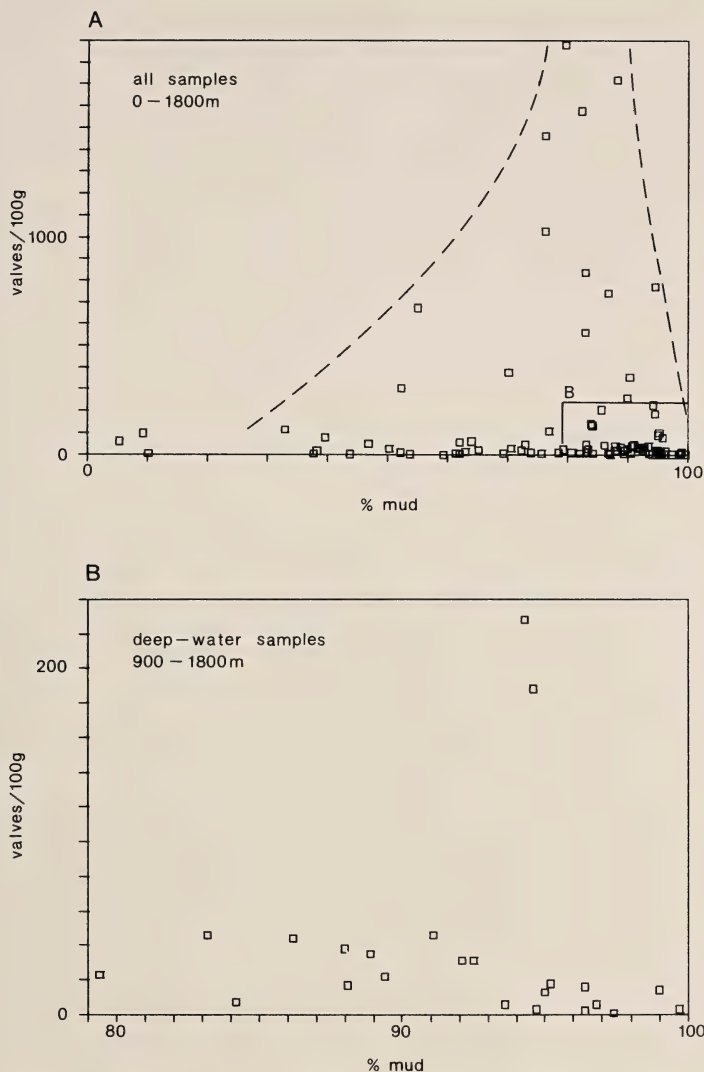 A
all samples
0–1800m
valves/100g
1000
B
0
0
100
% mud
B
deep–water samples
900–1800m
valves/100g
200
0
80
90
100
% mud